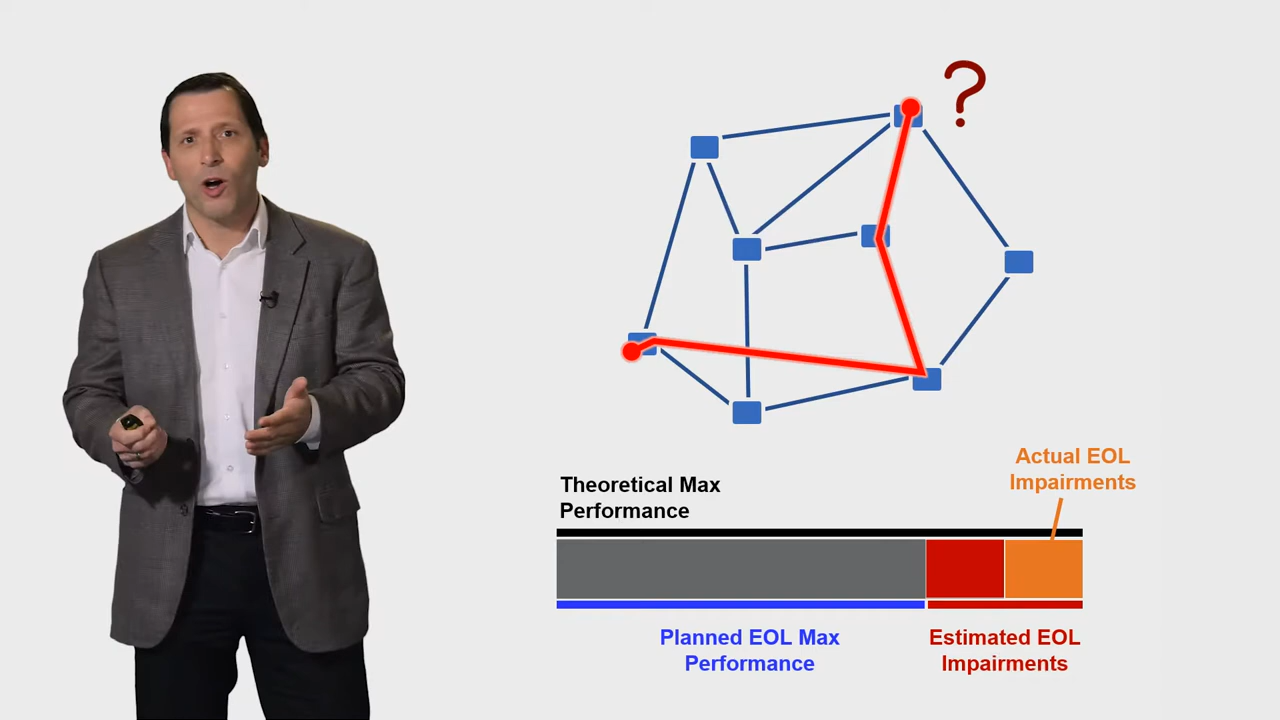 ?
Actual EOL
Impairments
Theoretical Max
Performance
Planned EOL Max
Performance
Estimated EOL
Impairments